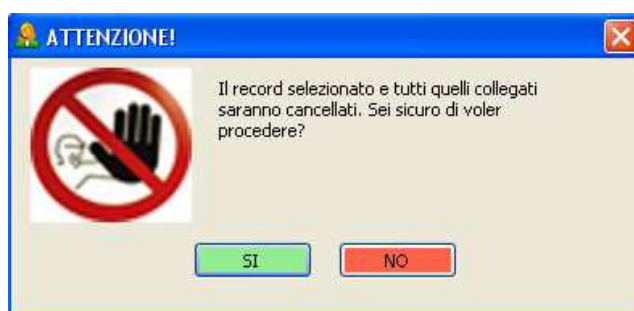 ATTENZIONE!
Il record selezionato e tutti quelli collegati
saranno cancellati. Sei sicuro di voler
procedere?
SI
NO